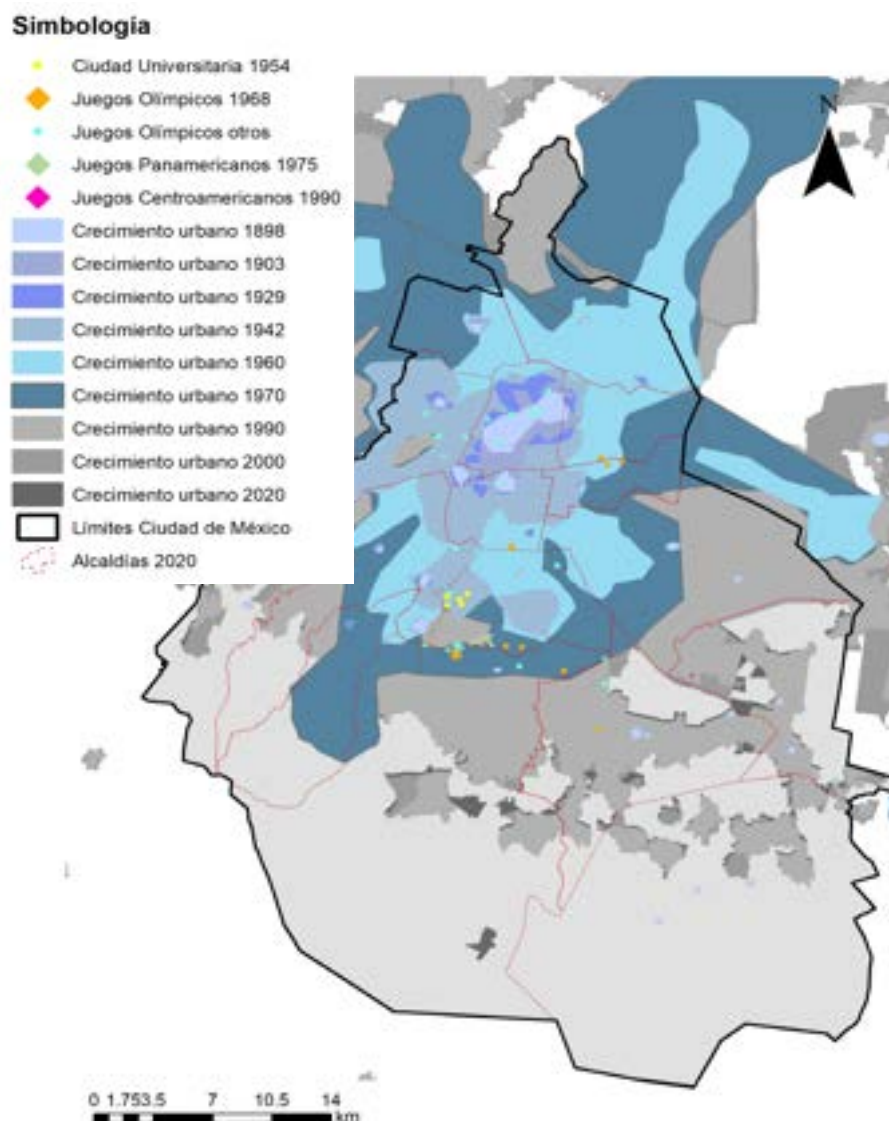 Simbología
Ciudad Universitaria 1954
Juegos Olímpicos 1968
Juegos Olímpicos otros
Juegos Panamericanos 1975
Juegos Centroamericanos 1990
Crecimiento urbano 1898
Crecimiento urbano 1903
Crecimiento urbano 1929
Crecimiento urbano 1942
Crecimiento urbano 1960
Crecimiento urbano 1970
Crecimiento urbano 1990
Crecimiento urbano 2000
Crecimiento urbano 2020
Límites Ciudad de México
Alcaldías 2020
N
0 1.753.5 7 10.5 14
km